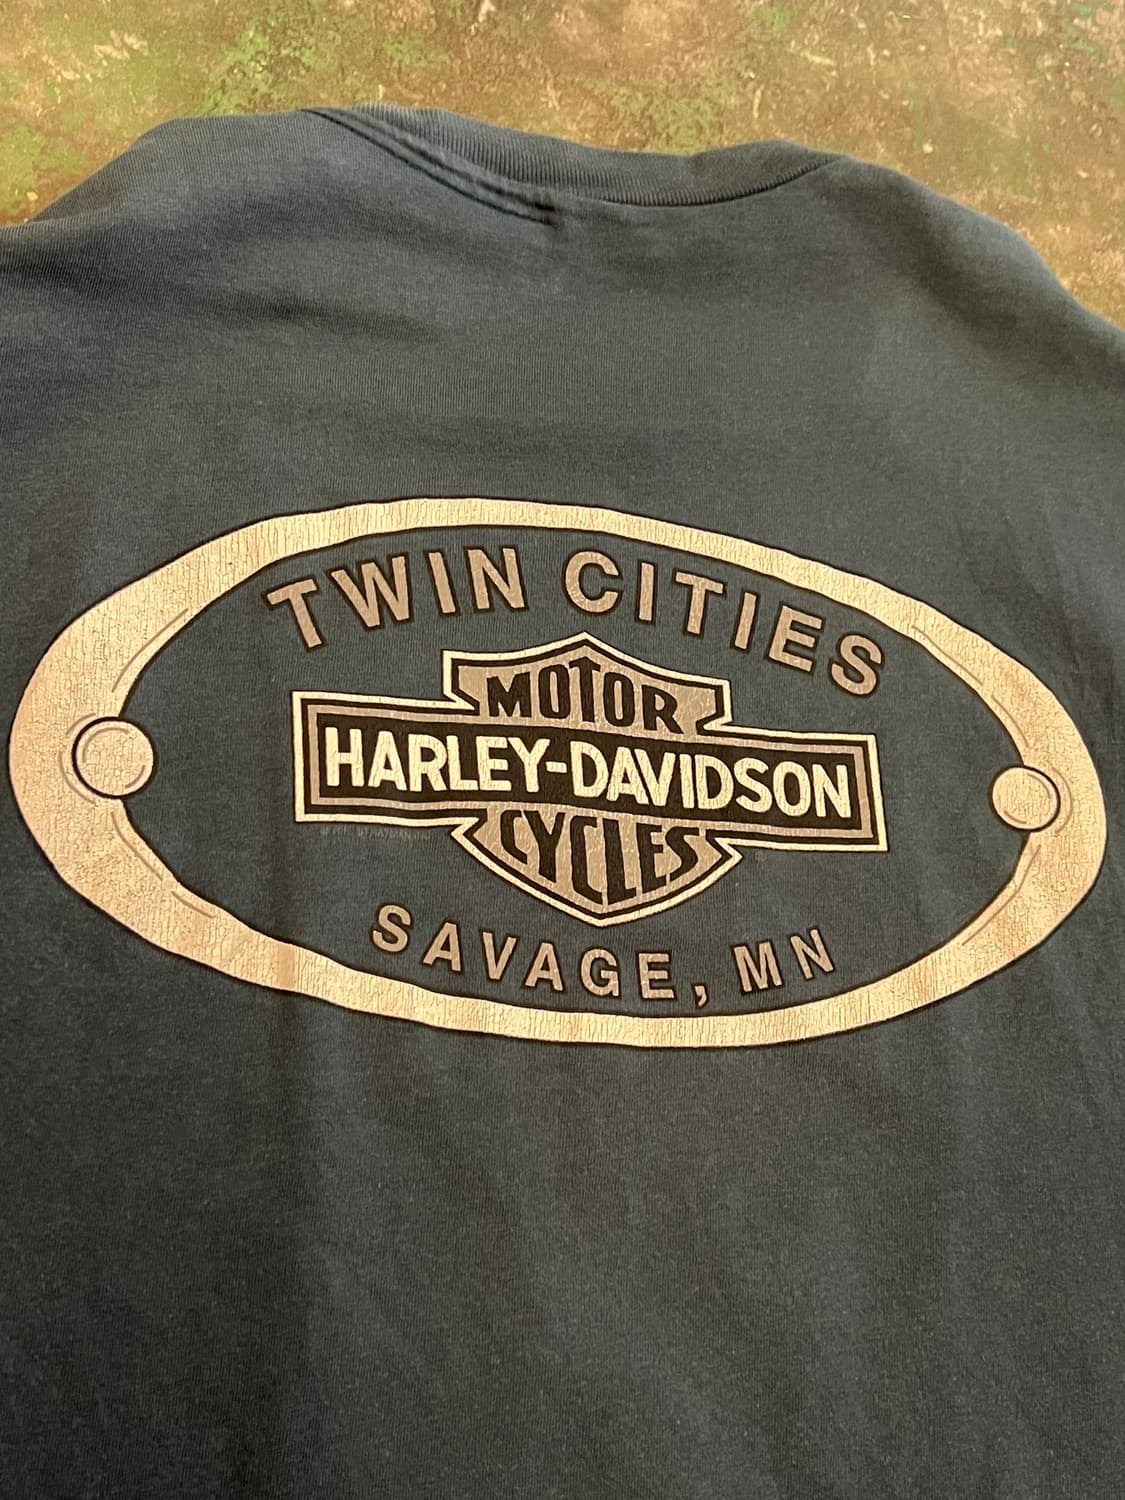 TWIN CITIES
MOTOR
HARLEY-DAVIDSON
CYCLES
SAVAGE, MN